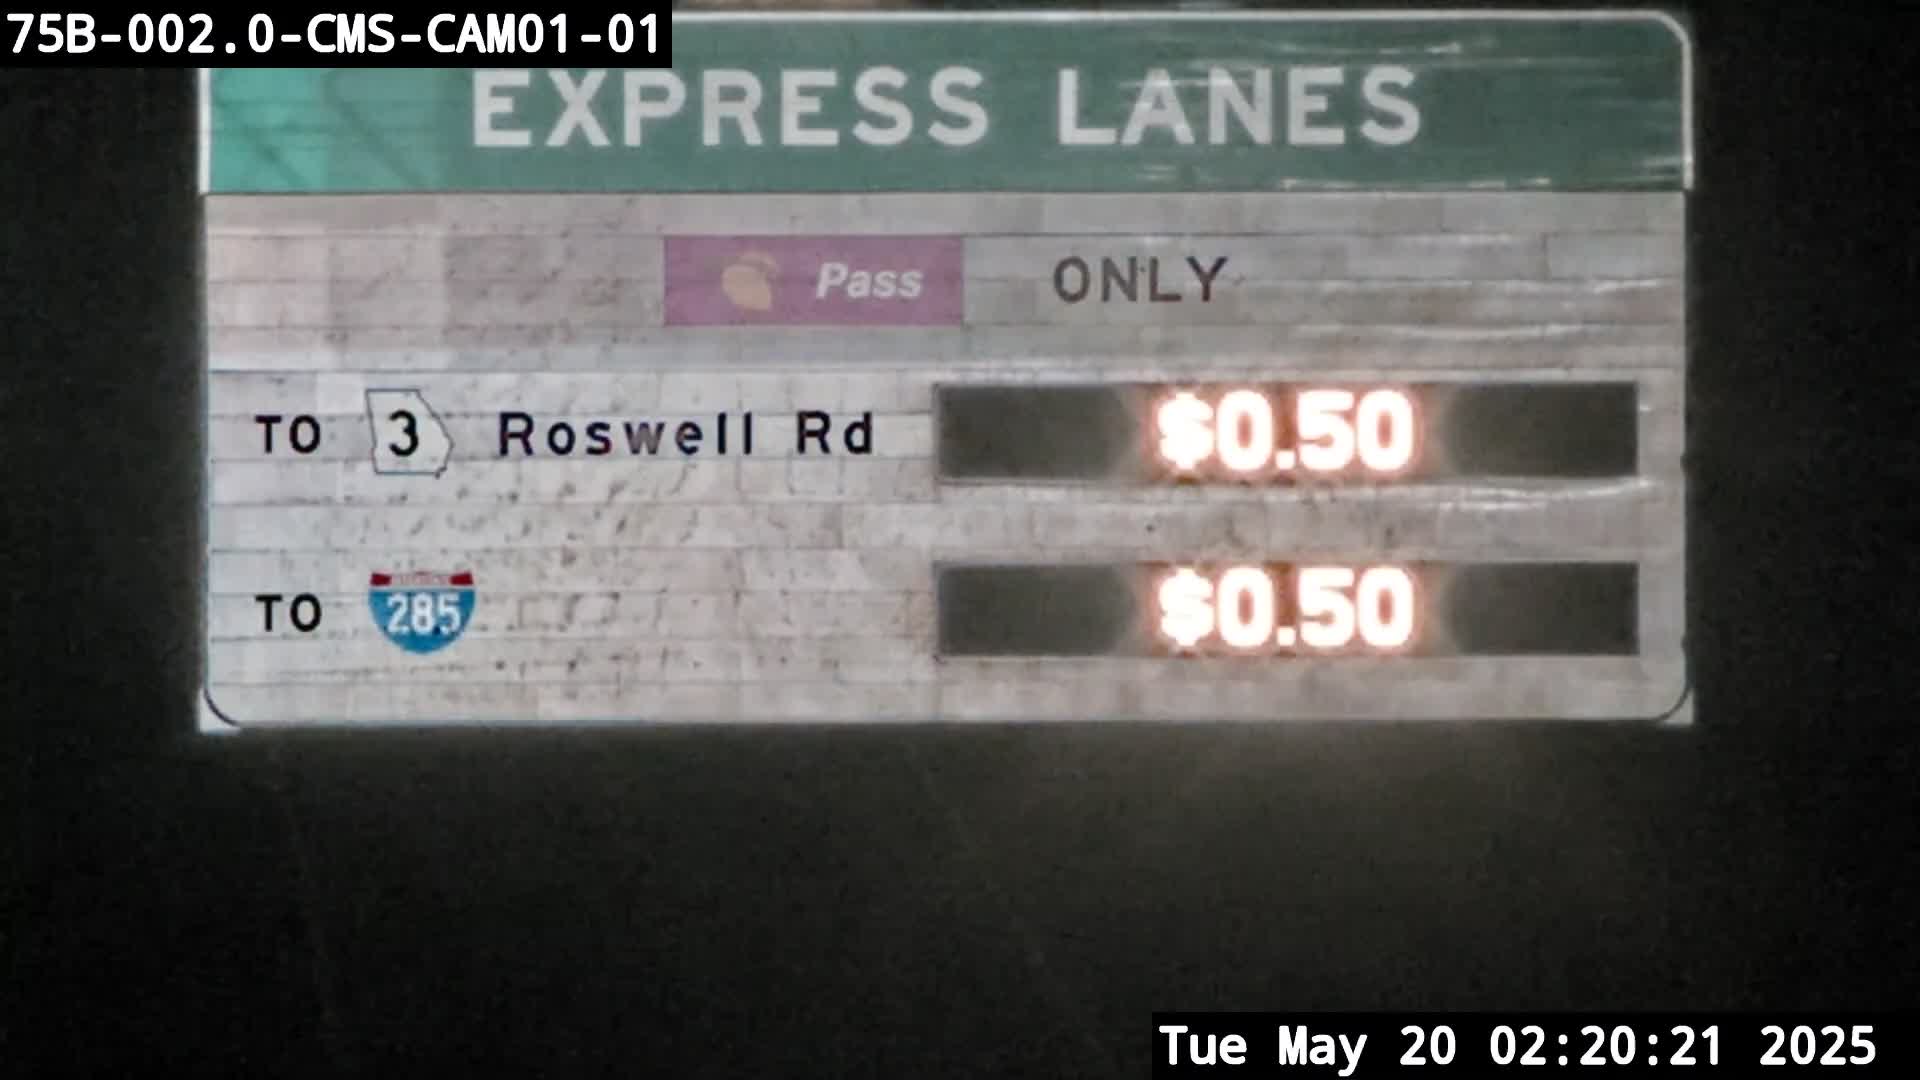 75B-002.0-CMS-CAM01-01
EXPRESS LANES
Pass ONLY
TO 3 Roswell Rd $0.50
TO 285 $0.50
Tue May 20 02:20:21 2025